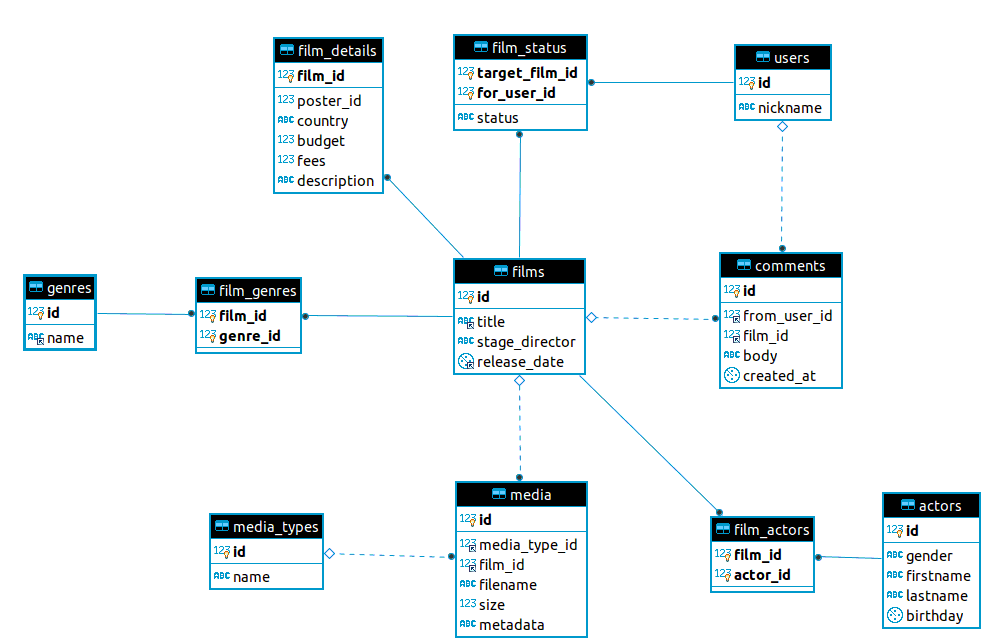 film_details
123 film_id
123 poster_id
ABC country
123 budget
123 fees
ABC description
film_status
123 target_film_id
123 for_user_id
ABC status
users
123 id
ABC nickname
genres
123 id
ABC name
film_genres
123 film_id
123 genre_id
films
123 id
ABC title
ABC stage_director
release_date
comments
123 id
123 from_user_id
123 film_id
ABC body
created_at
media_types
123 id
ABC name
media
123 id
123 media_type_id
123 film_id
ABC filename
123 size
ABC metadata
film_actors
123 film_id
123 actor_id
actors
123 id
ABC gender
ABC firstname
ABC lastname
birthday